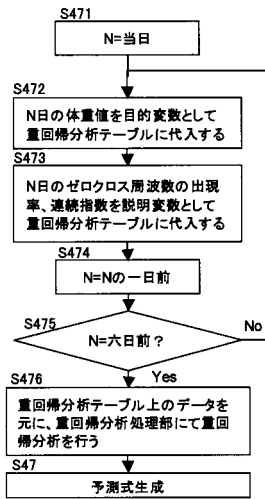 S471
N=当日
S472
N日の体重値を目的変数として
重回帰分析テーブルに代入する
S473
N日のゼロクロス周波数の出現
率、連続指数を説明変数として
重回帰分析テーブルに代入する
S474
N=Nの一日前
S475
N=六日前？
No
Yes
S476
重回帰分析テーブル上のデータを
元に、重回帰分析処理部にて重回
帰分析を行う
S47
予測式生成